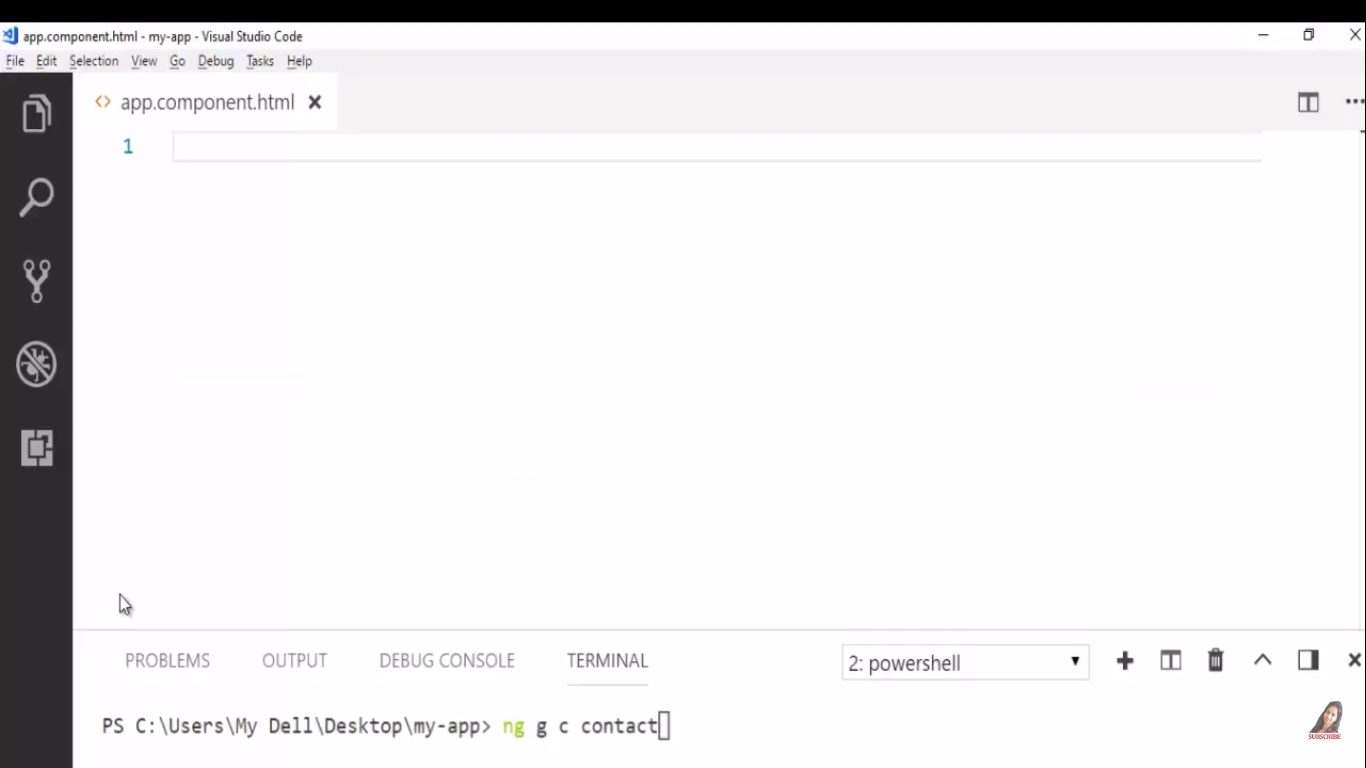 app.component.html - my-app - Visual Studio Code
File Edit Selection View Go Debug Tasks Help
app.component.html
1
PROBLEMS OUTPUT DEBUG CONSOLE TERMINAL 2: powershell
PS C:\Users\My Dell\Desktop\my-app> ng g c contact
SUBSCRIBE